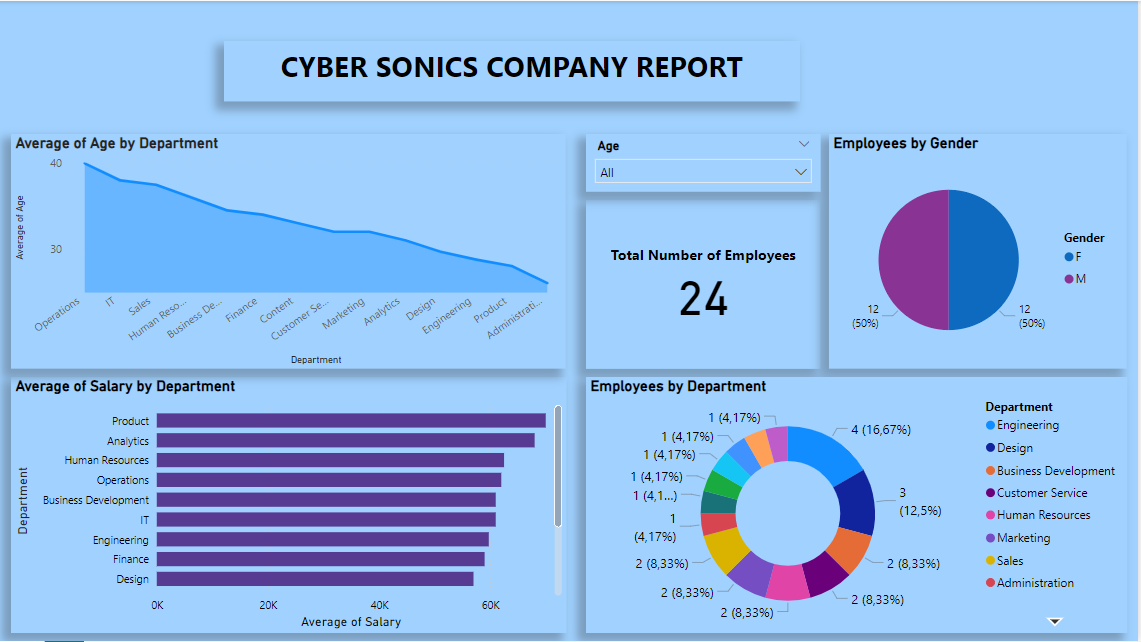 CYBER SONICS COMPANY REPORT
Average of Age by Department
40
30
Average of Age
Operations
IT
Sales
Human Reso...
Business De...
Finance
Content
Customer Se...
Marketing
Analytics
Design
Engineering
Product
Administrati...
Department
Age
All
Total Number of Employees
24
Employees by Gender
12
(50%)
12
(50%)
Gender
F
M
Average of Salary by Department
Department
Product
Analytics
Human Resources
Operations
Business Development
IT
Engineering
Finance
Design
0K
20K
40K
60K
Average of Salary
Employees by Department
4 (16,67%)
3
(12,5%)
2 (8,33%)
2 (8,33%)
2 (8,33%)
2 (8,33%)
2 (8,33%)
1
(4,17%)
1 (4,1...)
1 (4,17%)
1 (4,17%)
1 (4,17%)
1 (4,17%)
Department
Engineering
Design
Business Development
Customer Service
Human Resources
Marketing
Sales
Administration